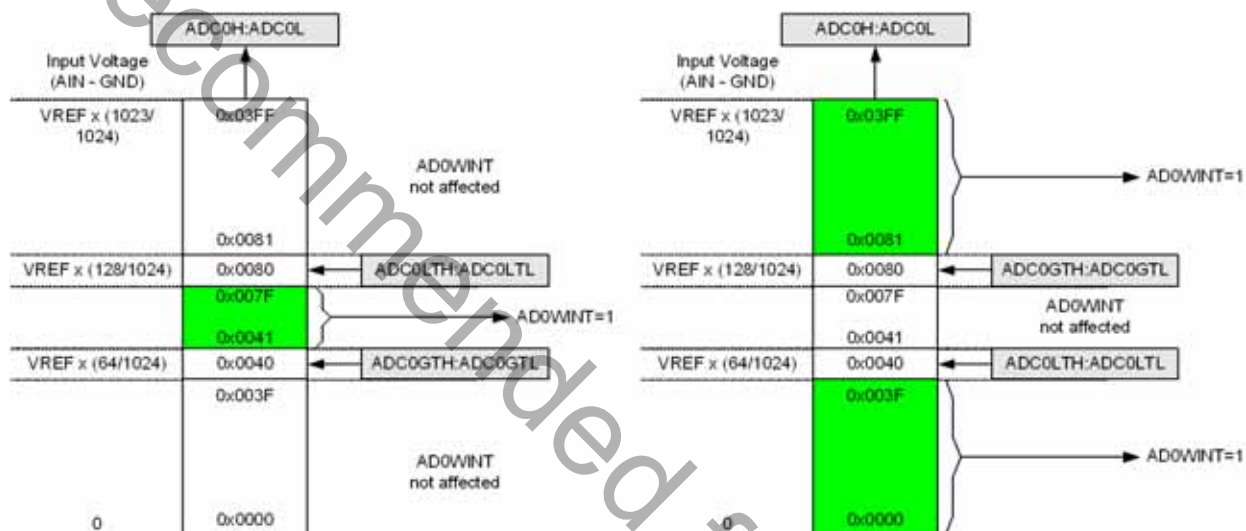 ADC0H:ADC0L
Input Voltage
(AIN - GND)
VREF x (1023/
1024)
0x03FF
AD0WINT
not affected
0x0081
VREF x (128/1024)
0x0080
ADC0LTH:ADC0LTL
0x007F
AD0WINT=1
0x0041
VREF x (64/1024)
0x0040
ADC0GTH:ADC0GTL
0x003F
AD0WINT
not affected
0
0x0000
ADC0H:ADC0L
Input Voltage
(AIN - GND)
VREF x (1023/
1024)
0x03FF
AD0WINT=1
0x0081
VREF x (128/1024)
0x0080
ADC0GTH:ADC0GTL
0x007F
AD0WINT
not affected
0x0041
VREF x (64/1024)
0x0040
ADC0LTH:ADC0LTL
0x003F
AD0WINT=1
0
0x0000
ecommended f